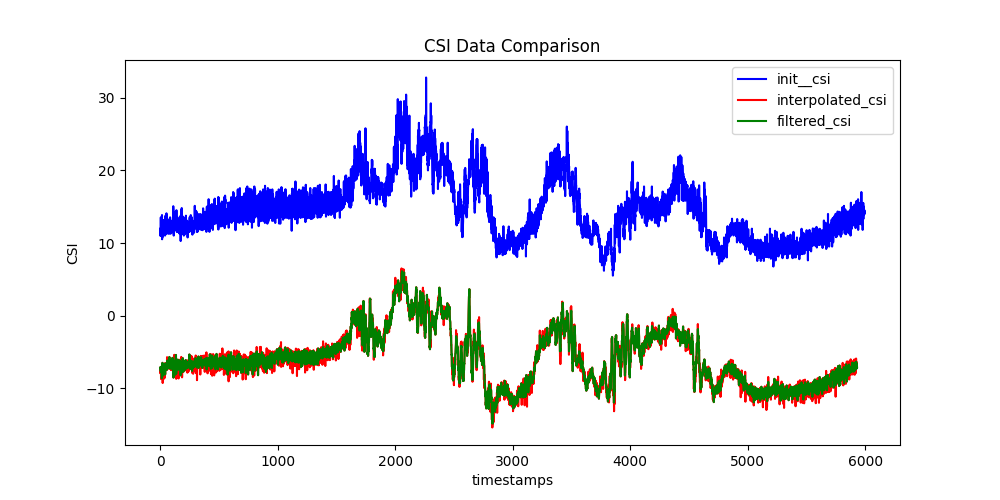 CSI Data Comparison
init__csi
interpolated_csi
filtered_csi
30
20
10
0
−10
CSI
0 1000 2000 3000 4000 5000 6000
timestamps